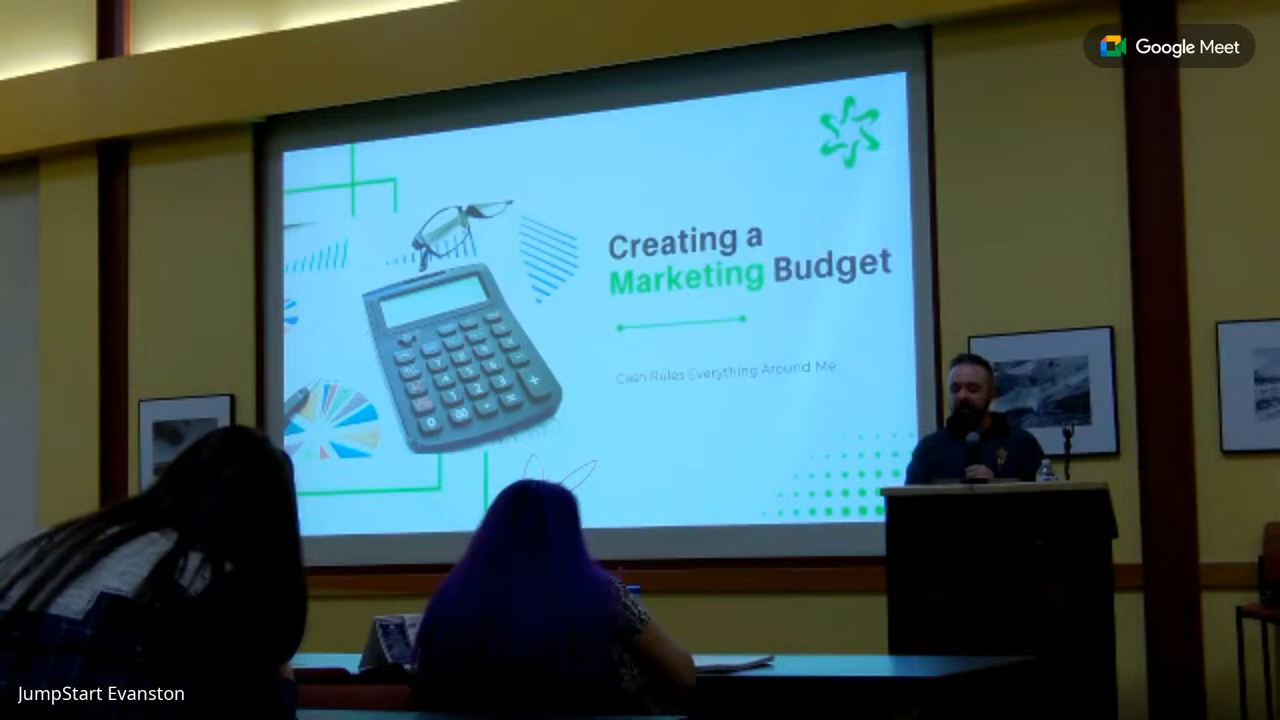 Google Meet
Creating a
Marketing Budget
Cash Rules Everything Around Me
JumpStart Evanston